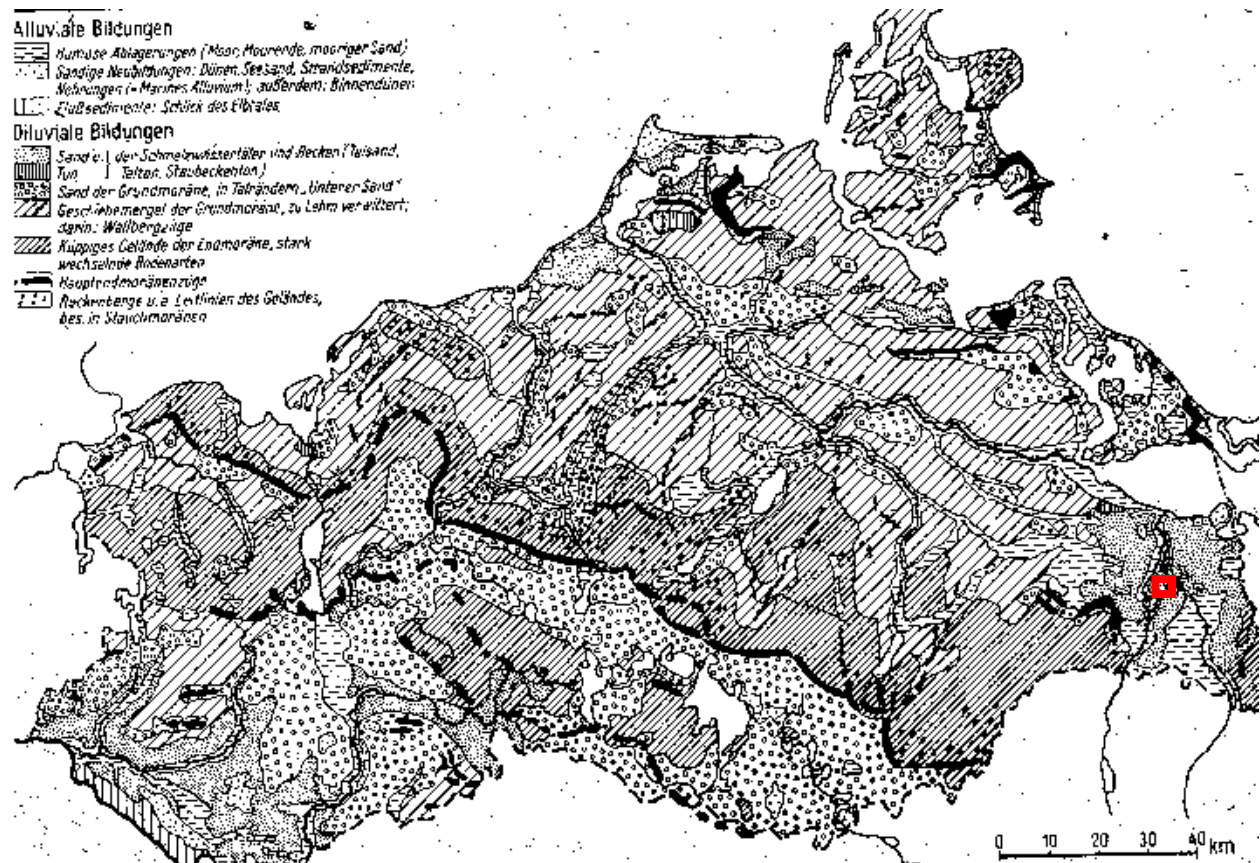 Alluviale Bildungen
Humose Ablagerungen (Moor, Moorerde, mooriger Sand)
Sandige Neubildungen: Dünen, Seesand, Strandsedimente,
Nehrungen (= Marines Alluvium); außerdem: Binnendünen
Flußsedimente: Schlick des Elbtales
Diluviale Bildungen
Sand u. der Schmelzwassertäler und Becken (Talsand,
Ton Talton, Staubeckenton)
Sand der Grundmoräne, in Talrändern „Unterer Sand"
Geschiebemergel der Grundmoräne, zu Lehm verwittert;
darin: Wallbergzüge
Kuppiges Gelände der Endmoräne, stark
wechselnde Bodenarten
Hauptendmoränenzüge
u. a. Leitlinien des Geländes,
bes. in Stauchmoränen
0 10 20 30 40 km